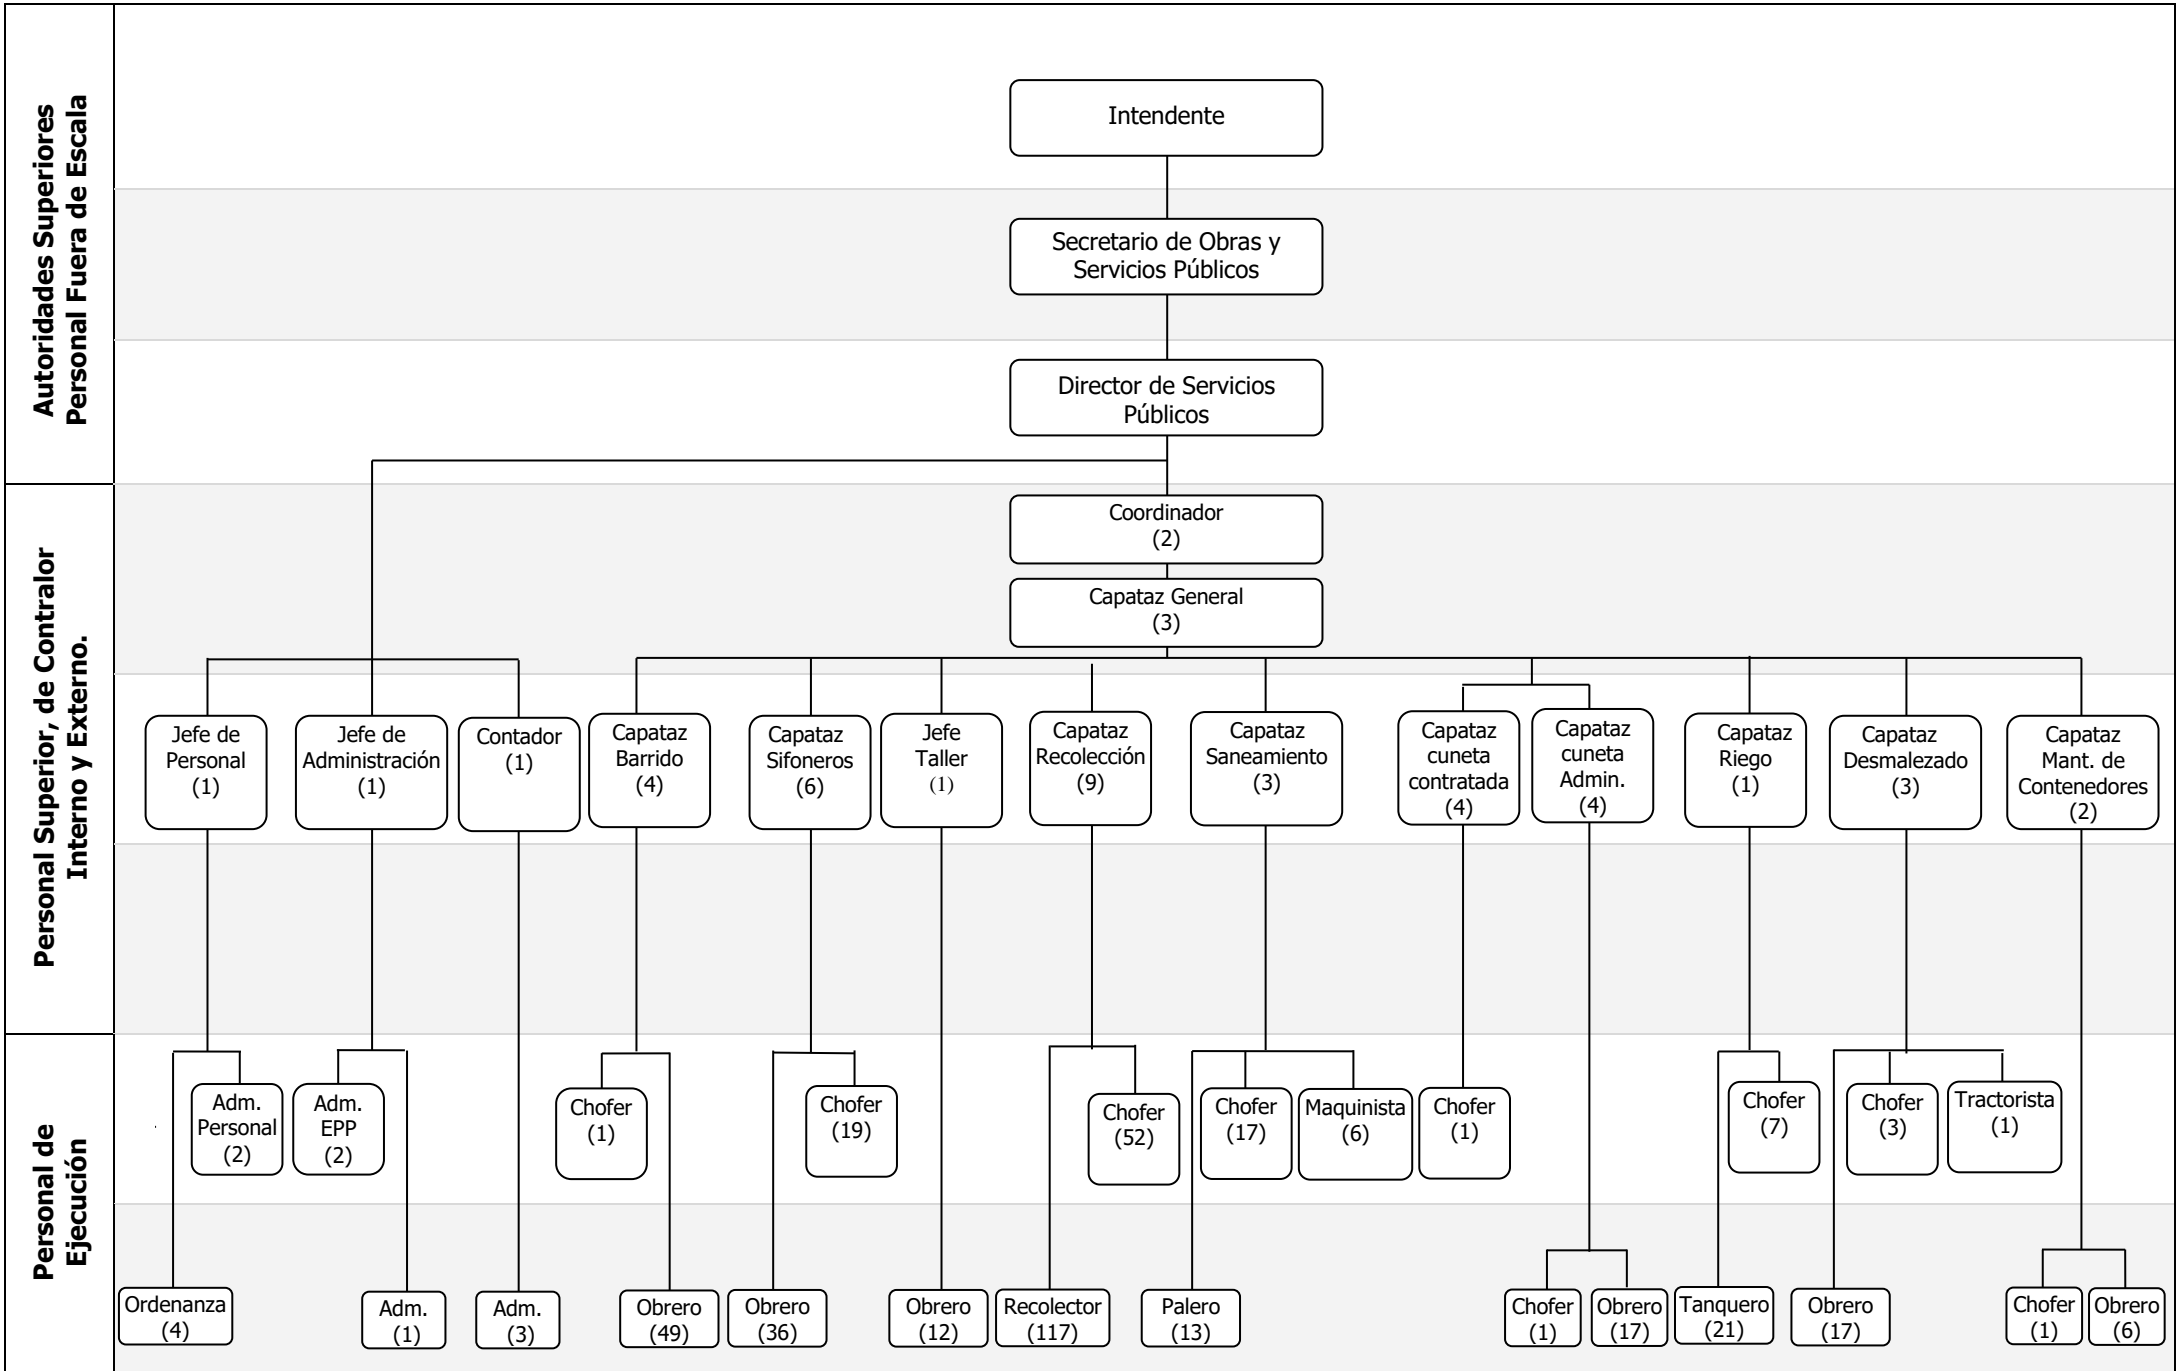 Autoridades Superiores
Personal Fuera de Escala
Intendente
Secretario de Obras y
Servicios Públicos
Director de Servicios
Públicos
Personal Superior, de Contralor
Interno y Externo.
Coordinador
(2)
Capataz General
(3)
Jefe de
Personal
(1)
Jefe de
Administración
(1)
Contador
(1)
Capataz
Barrido
(4)
Capataz
Sifoneros
(6)
Jefe
Taller
(1)
Capataz
Recolección
(9)
Capataz
Saneamiento
(3)
Capataz
cuneta
contratada
(4)
Capataz
cuneta
Admin.
(4)
Capataz
Riego
(1)
Capataz
Desmalezado
(3)
Capataz
Mant. de
Contenedores
(2)
Personal de
Ejecución
Adm.
Personal
(2)
Adm.
EPP
(2)
Chofer
(1)
Chofer
(19)
Chofer
(52)
Chofer
(17)
Maquinista
(6)
Chofer
(1)
Chofer
(7)
Chofer
(3)
Tractorista
(1)
Ordenanza
(4)
Adm.
(1)
Adm.
(3)
Obrero
(49)
Obrero
(36)
Obrero
(12)
Recolector
(117)
Palero
(13)
Chofer
(1)
Obrero
(17)
Tanquero
(21)
Obrero
(17)
Chofer
(1)
Obrero
(6)